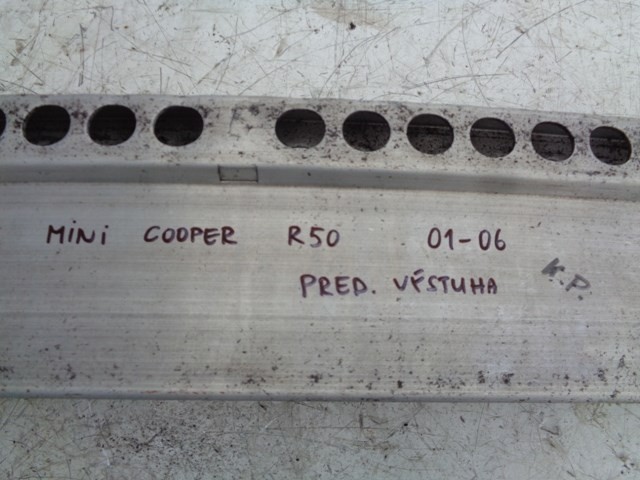 MINI COOPER R50 01-06
PRED. VÝSTUHA
K.P.